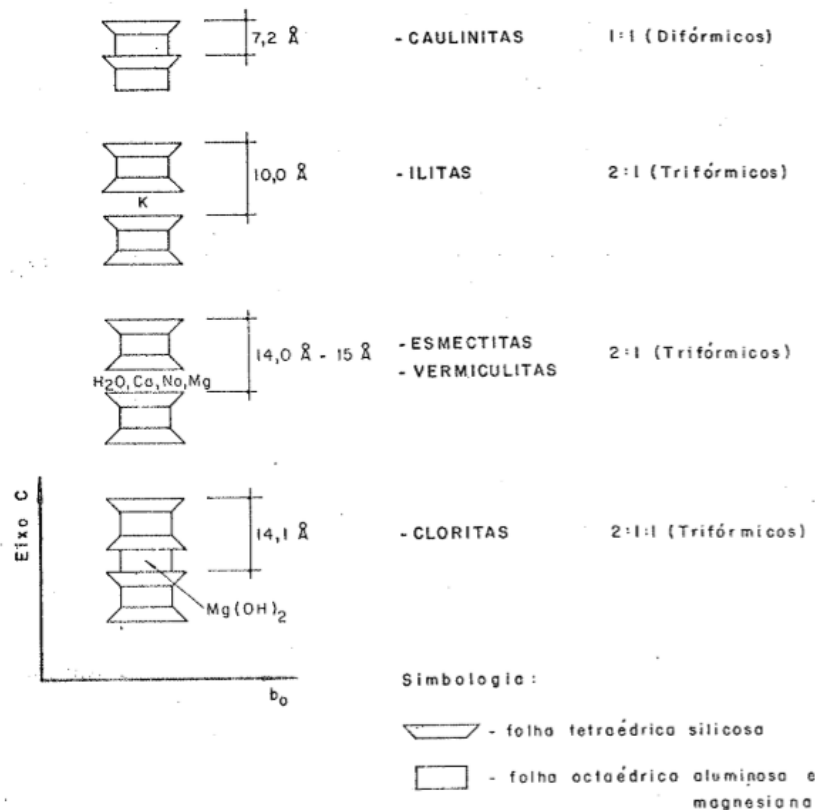 7,2 Å - CAULINITAS 1:1 (Difórmicos)
10,0 Å - ILITAS 2:1 (Trifórmicos)
K
14,0 Å - 15 Å - ESMECTITAS 2:1 (Trifórmicos)
- VERMICULITAS
H2O, Ca, Na, Mg
Eixo C
14,1 Å - CLORITAS 2:1:1 (Trifórmicos)
Mg(OH)2
b0
Simbologia:
- folha tetraédrica silicosa
- folha octaédrica aluminosa e
magnesiana